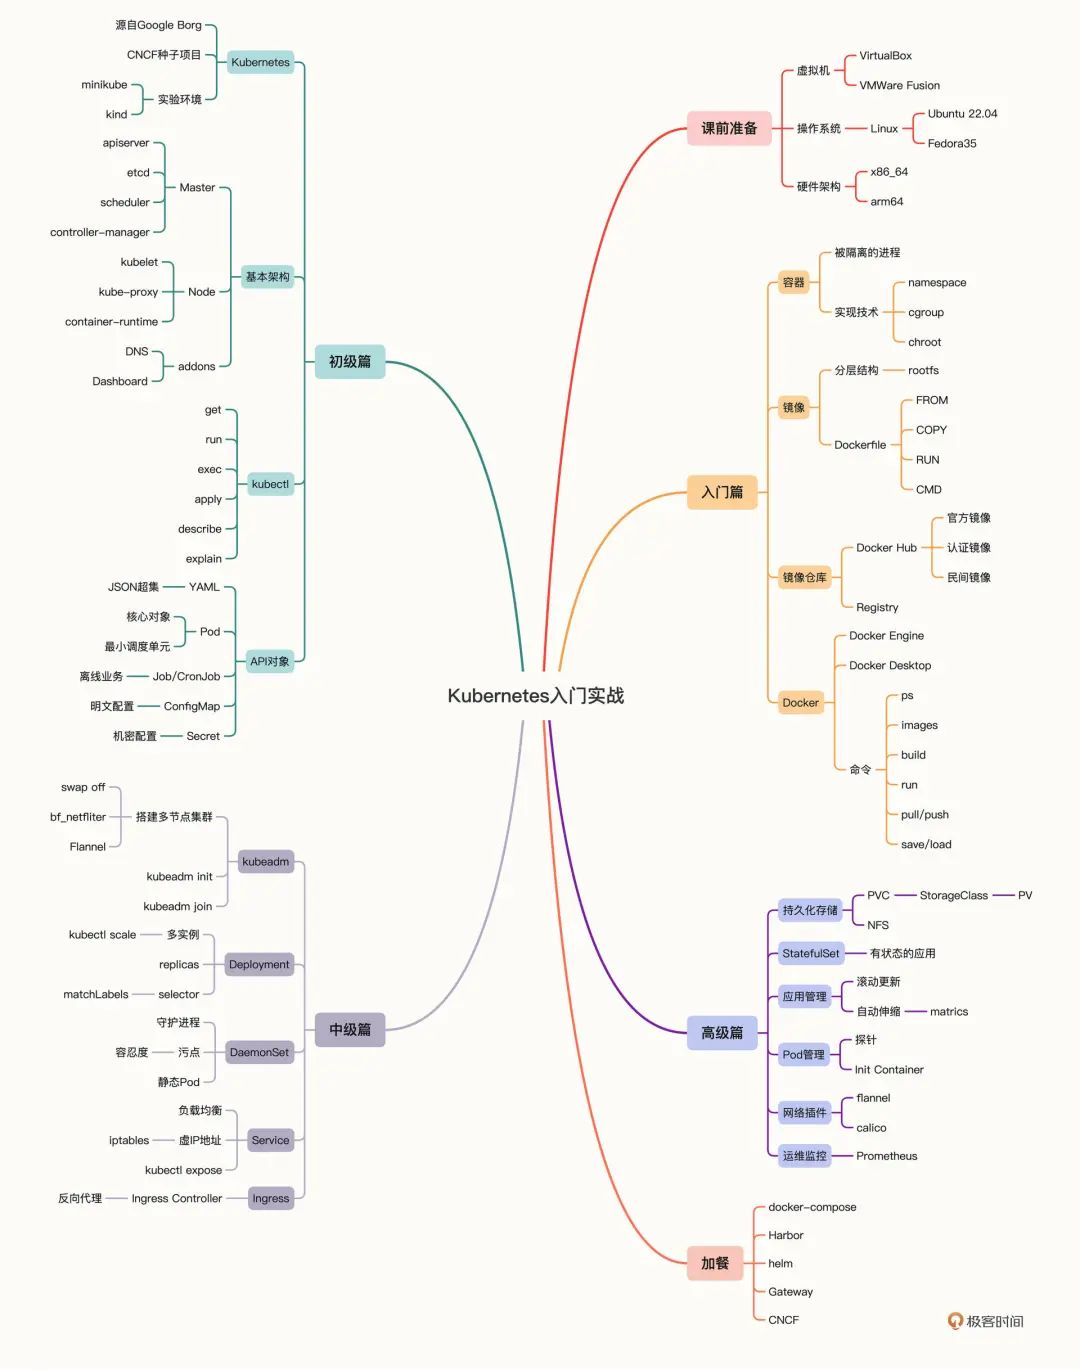 Kubernetes入门实战
课前准备
虚拟机
VirtualBox
VMWare Fusion
操作系统
Linux
Ubuntu 22.04
Fedora35
硬件架构
x86_64
arm64
入门篇
容器
被隔离的进程
实现技术
namespace
cgroup
chroot
镜像
分层结构
rootfs
Dockerfile
FROM
COPY
RUN
CMD
镜像仓库
Docker Hub
官方镜像
认证镜像
民间镜像
Registry
Docker
Docker Engine
Docker Desktop
命令
ps
images
build
run
pull/push
save/load
初级篇
Kubernetes
源自Google Borg
CNCF种子项目
实验环境
minikube
kind
基本架构
Master
apiserver
etcd
scheduler
controller-manager
Node
kubelet
kube-proxy
container-runtime
addons
DNS
Dashboard
kubectl
get
run
exec
apply
describe
explain
API对象
YAML
JSON超集
Pod
核心对象
最小调度单元
Job/CronJob
离线业务
ConfigMap
明文配置
Secret
机密配置
中级篇
kubeadm
搭建多节点集群
swap off
bf_netfliter
Flannel
kubeadm init
kubeadm join
Deployment
多实例
kubectl scale
replicas
selector
matchLabels
DaemonSet
守护进程
污点
容忍度
静态Pod
Service
负载均衡
虚IP地址
iptables
kubectl expose
Ingress
Ingress Controller
反向代理
高级篇
持久化存储
PVC
StorageClass
PV
NFS
StatefulSet
有状态的应用
应用管理
滚动更新
自动伸缩
matrics
Pod管理
探针
Init Container
网络插件
flannel
calico
运维监控
Prometheus
加餐
docker-compose
Harbor
helm
Gateway
CNCF
极客时间